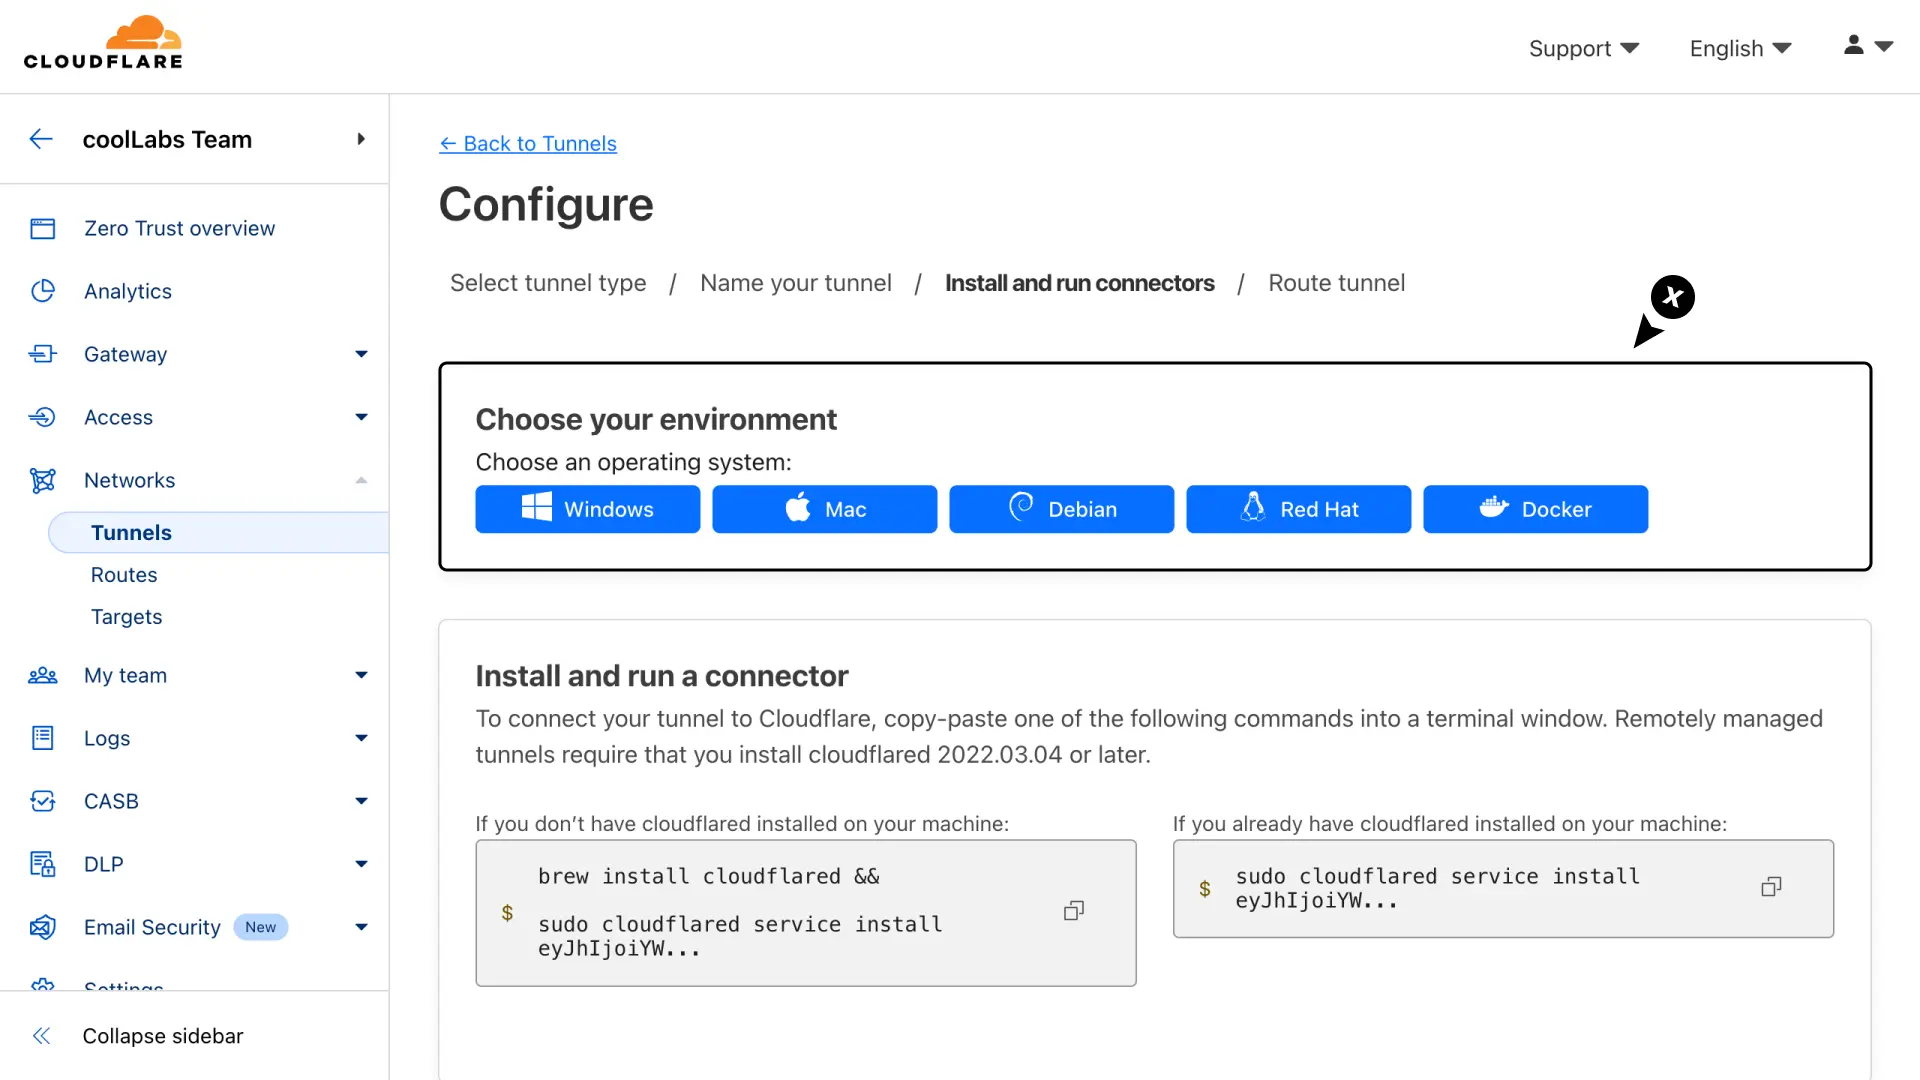 CLOUDFLARE
Support
English
coolLabs Team
Zero Trust overview
Analytics
Gateway
Access
Networks
Tunnels
Routes
Targets
My team
Logs
CASB
DLP
Email Security New
Settings
Collapse sidebar
← Back to Tunnels
Configure
Select tunnel type / Name your tunnel / Install and run connectors / Route tunnel
x
Choose your environment
Choose an operating system:
Windows
Mac
Debian
Red Hat
Docker
Install and run a connector
To connect your tunnel to Cloudflare, copy-paste one of the following commands into a terminal window. Remotely managed
tunnels require that you install cloudflared 2022.03.04 or later.
If you don’t have cloudflared installed on your machine:
brew install cloudflared &&
$
sudo cloudflared service install
eyJhIjoiYW...
If you already have cloudflared installed on your machine:
$ sudo cloudflared service install
eyJhIjoiYW...